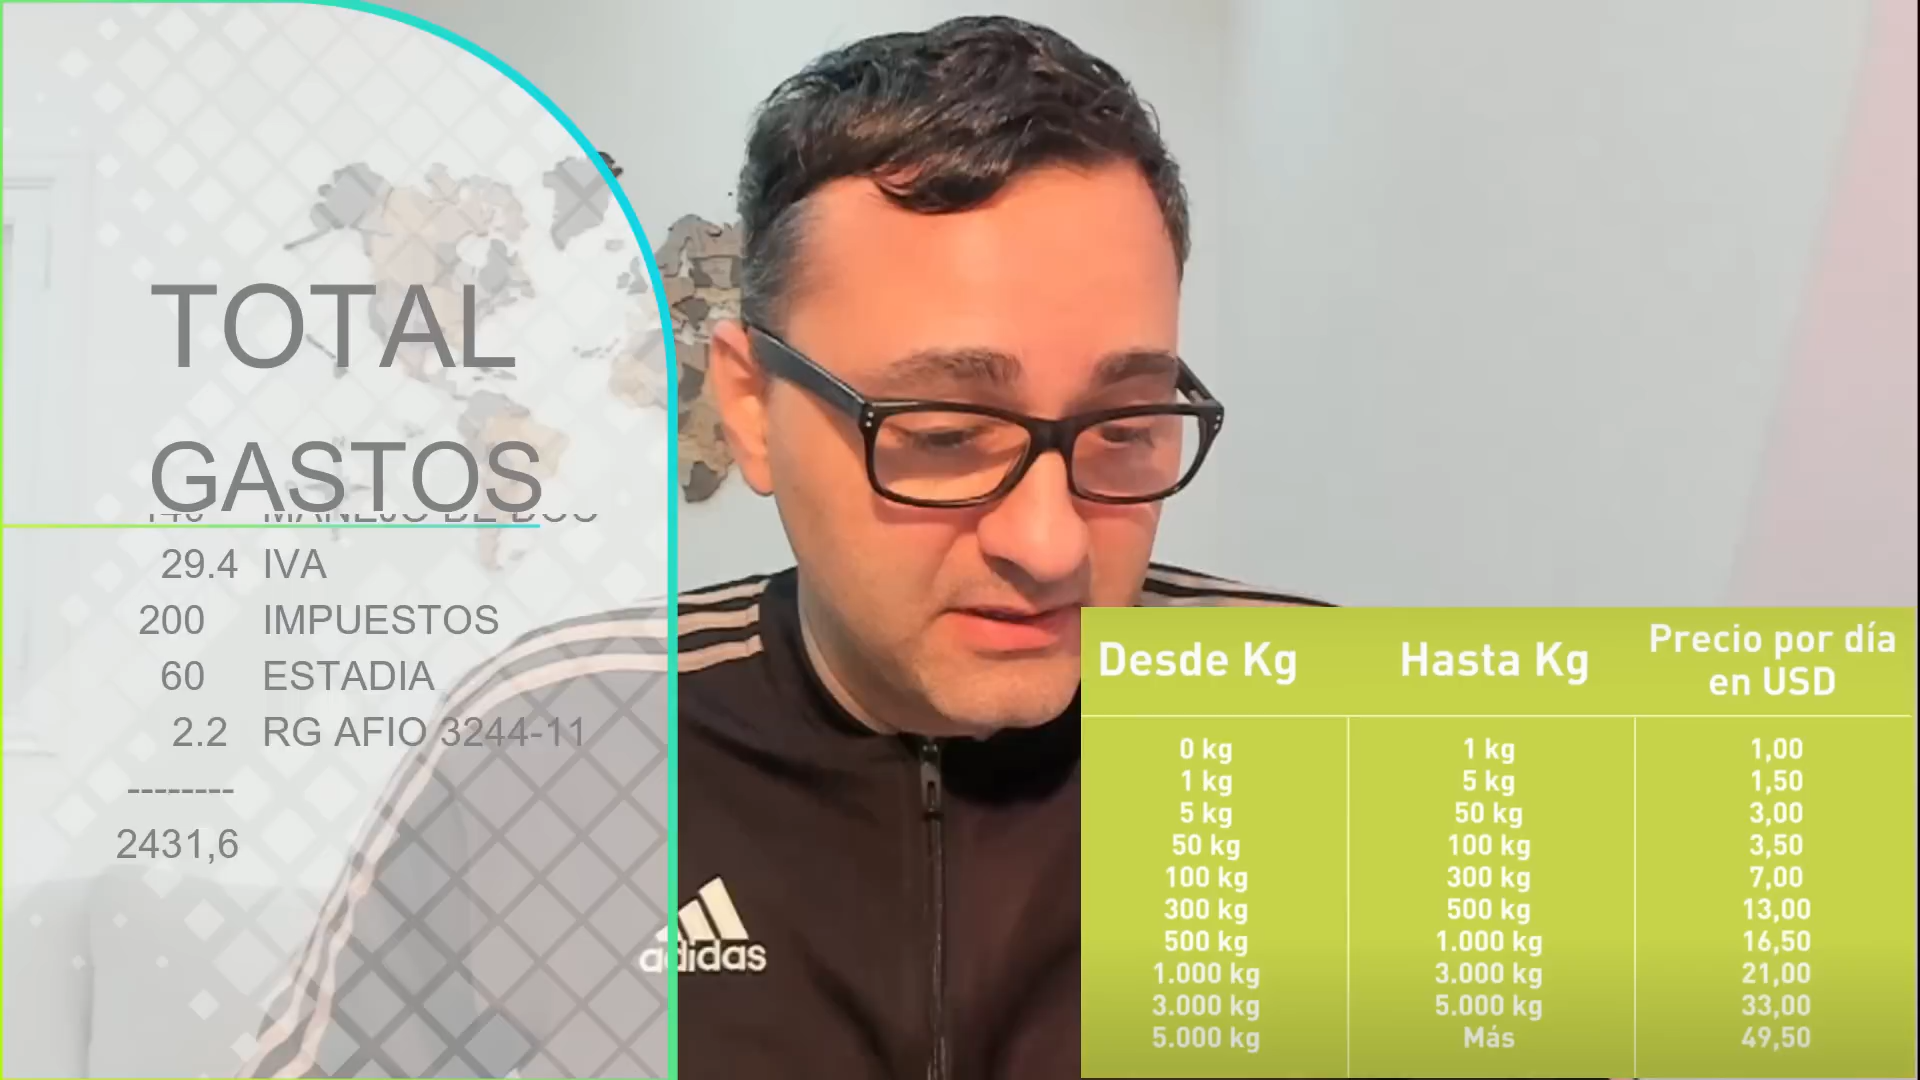 TOTAL
GASTOS
140 MANEJO DE DOC
29.4 IVA
200 IMPUESTOS
60 ESTADIA
2.2 RG AFIO 3244-11
--------
2431,6
adidas
Desde Kg Hasta Kg Precio por día en USD
0 kg 1 kg 1,00
1 kg 5 kg 1,50
5 kg 50 kg 3,00
50 kg 100 kg 3,50
100 kg 300 kg 7,00
300 kg 500 kg 13,00
500 kg 1.000 kg 16,50
1.000 kg 3.000 kg 21,00
3.000 kg 5.000 kg 33,00
5.000 kg Más 49,50